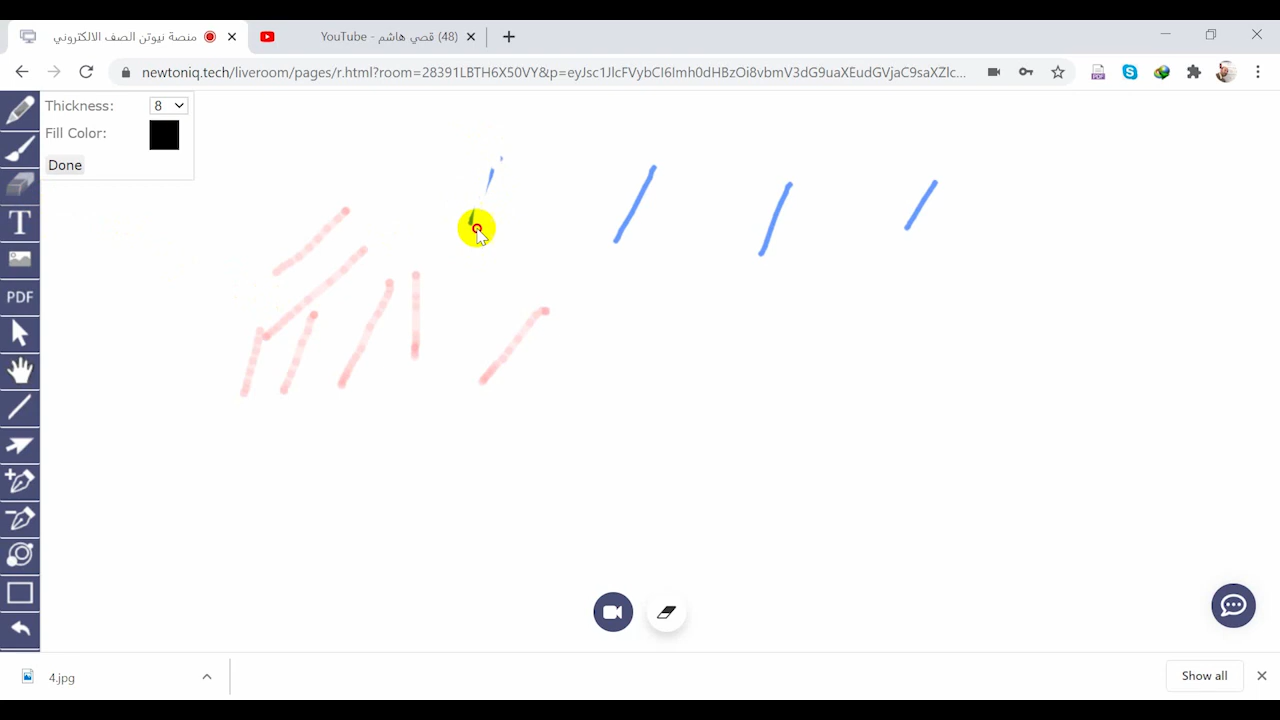 منصة نيوتن الصف الالكتروني
(48) قصي هاشم - YouTube
newtoniq.tech/liveroom/pages/r.html?room=28391LBTH6X50VY&p=eyJsc1JlcFVybCI6Imh0dHBzOi8vbmV3dG9uaXEudGVjaC9saXZlc...
Thickness:
8
Fill Color:
Done
T
PDF
4.jpg
Show all